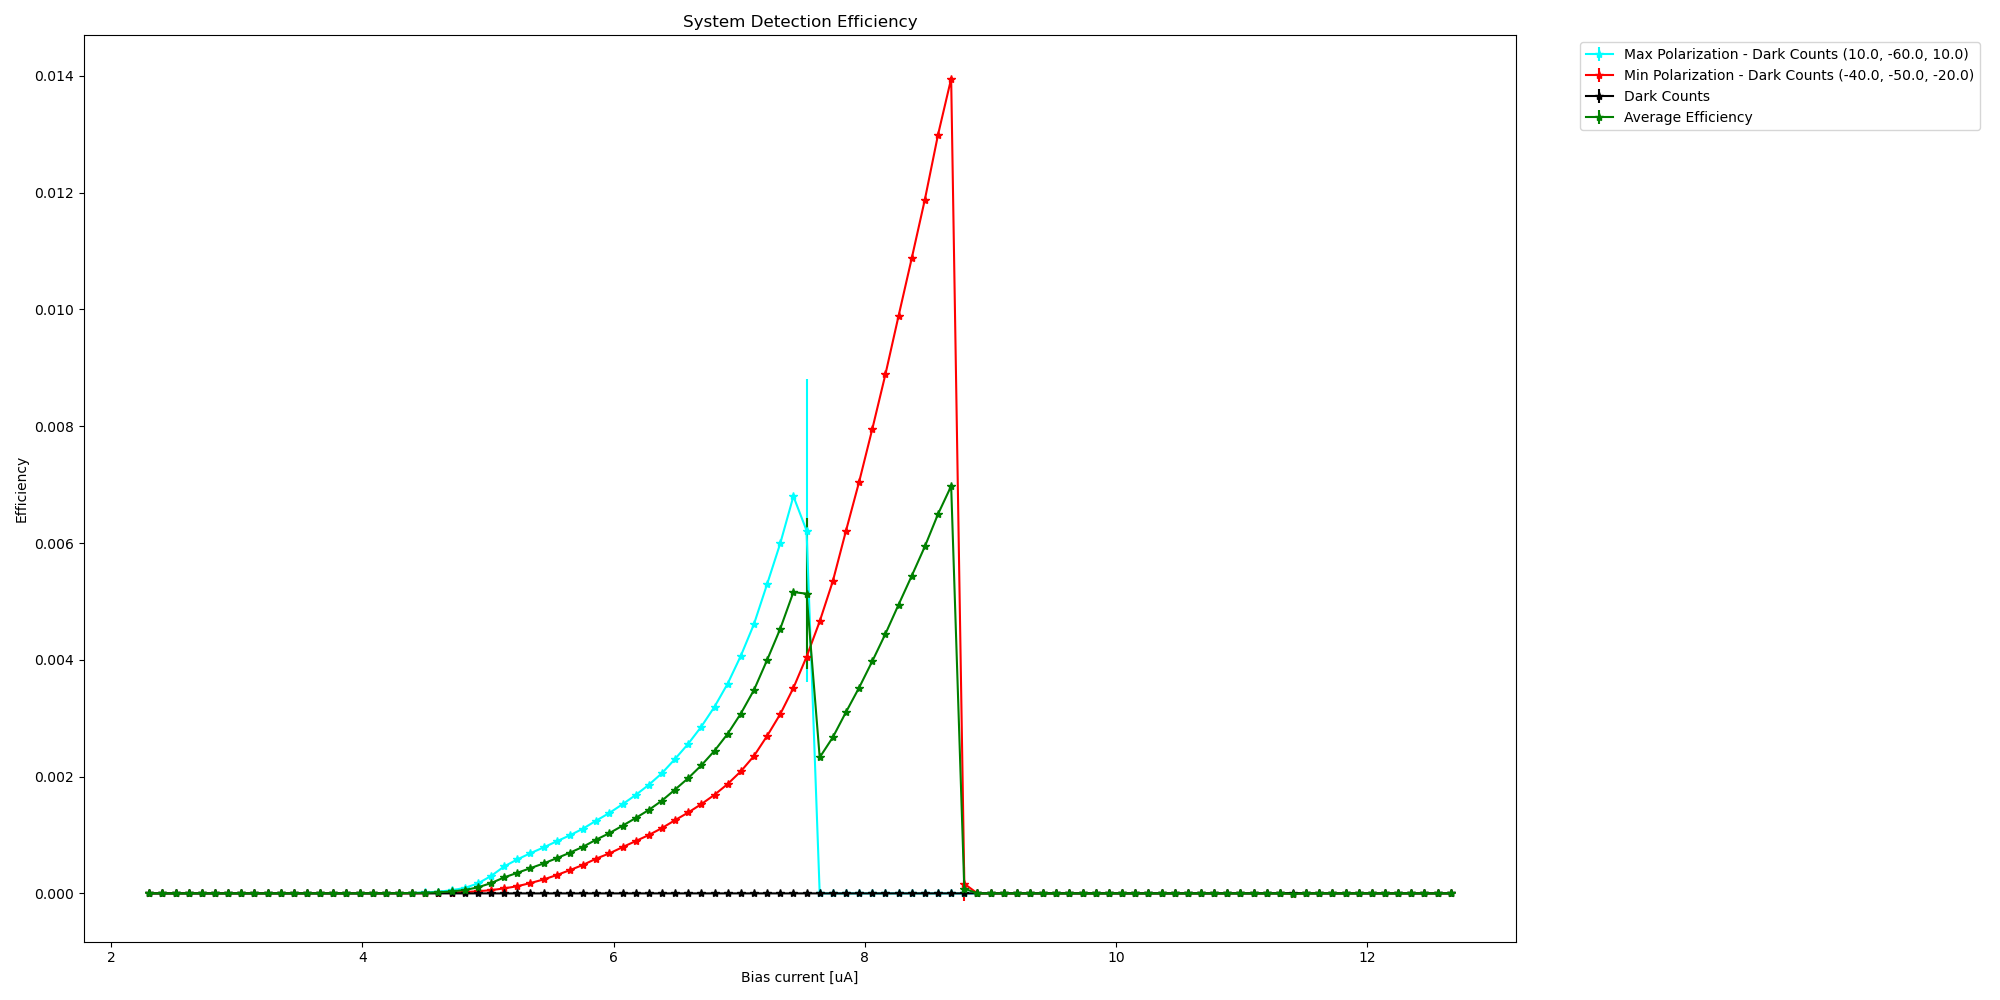 System Detection Efficiency
Max Polarization - Dark Counts (10.0, -60.0, 10.0)
Min Polarization - Dark Counts (-40.0, -50.0, -20.0)
Dark Counts
Average Efficiency
Efficiency
0.014
0.012
0.010
0.008
0.006
0.004
0.002
0.000
2 4 6 8 10 12
Bias current [uA]